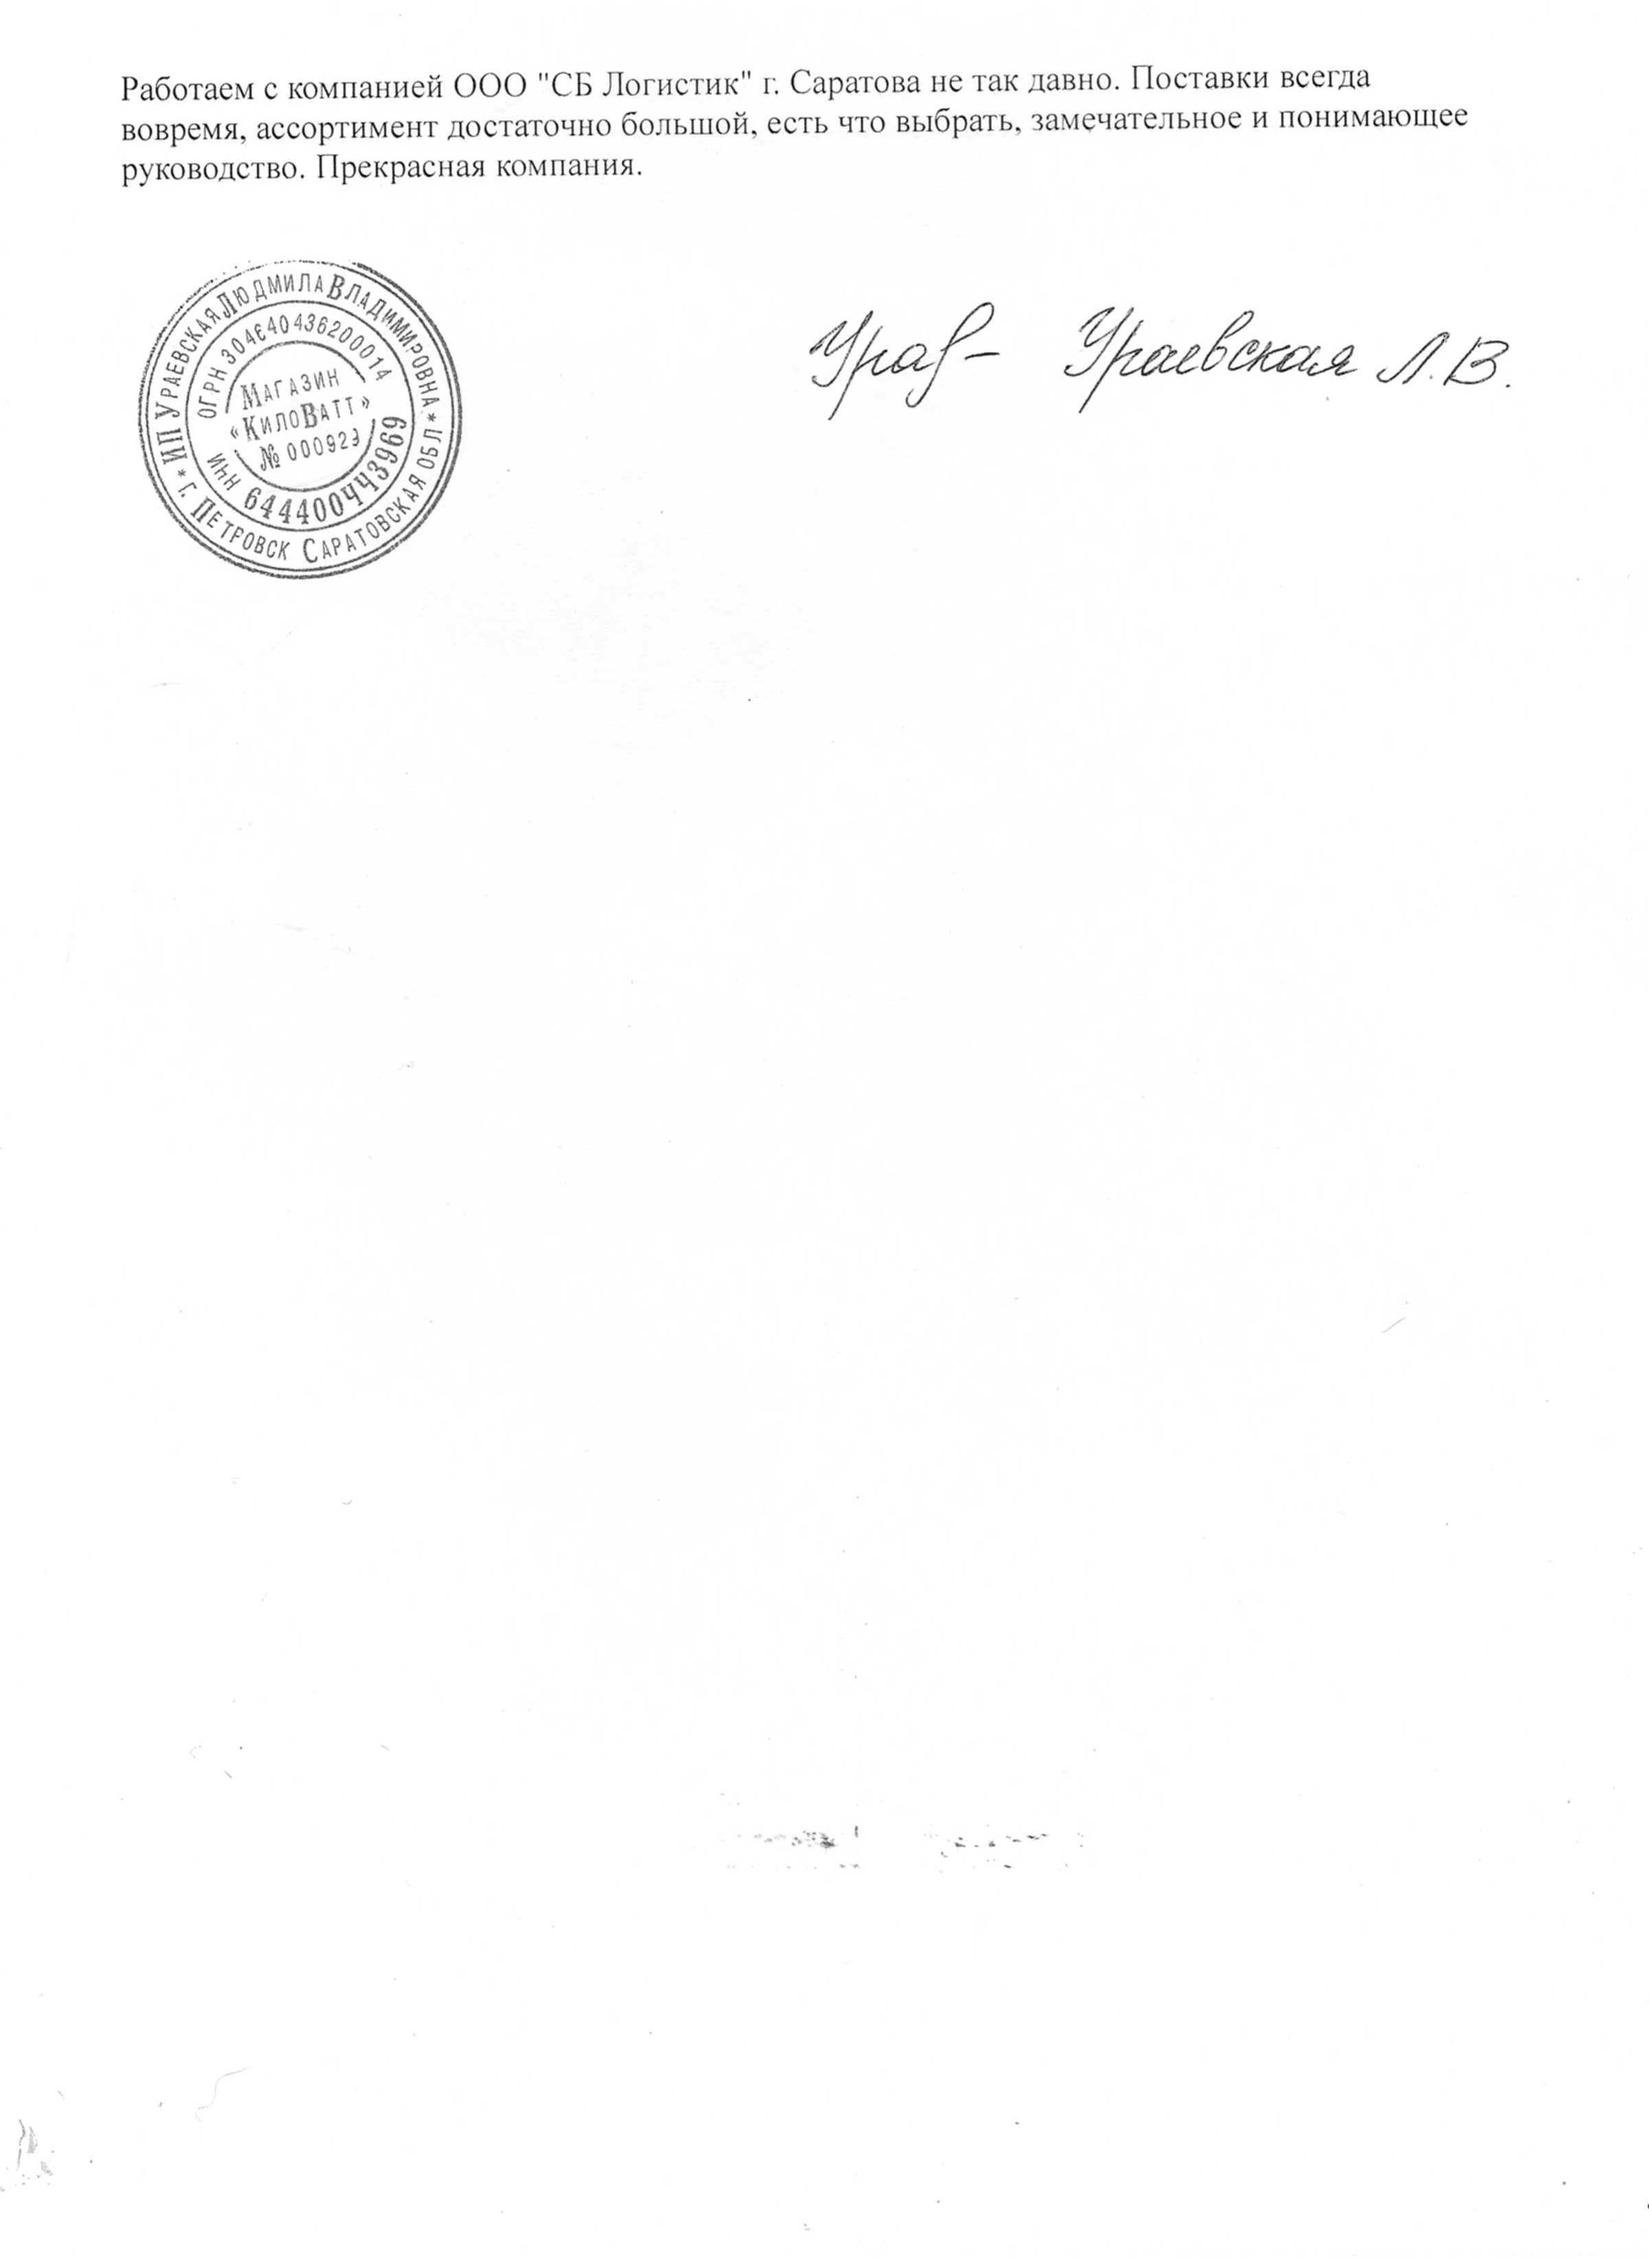 Работаем с компанией ООО "СБ Логистик" г. Саратова не так давно. Поставки всегда
вовремя, ассортимент достаточно большой, есть что выбрать, замечательное и понимающее
руководство. Прекрасная компания.
ИП Ураевская Людмила Владимировна
* г. Петровск Саратовская обл *
ОГРН 304640436200014
ИНН 644400443969
Магазин
«КилоВатт»
№ 000923
Ураевская Л.В.